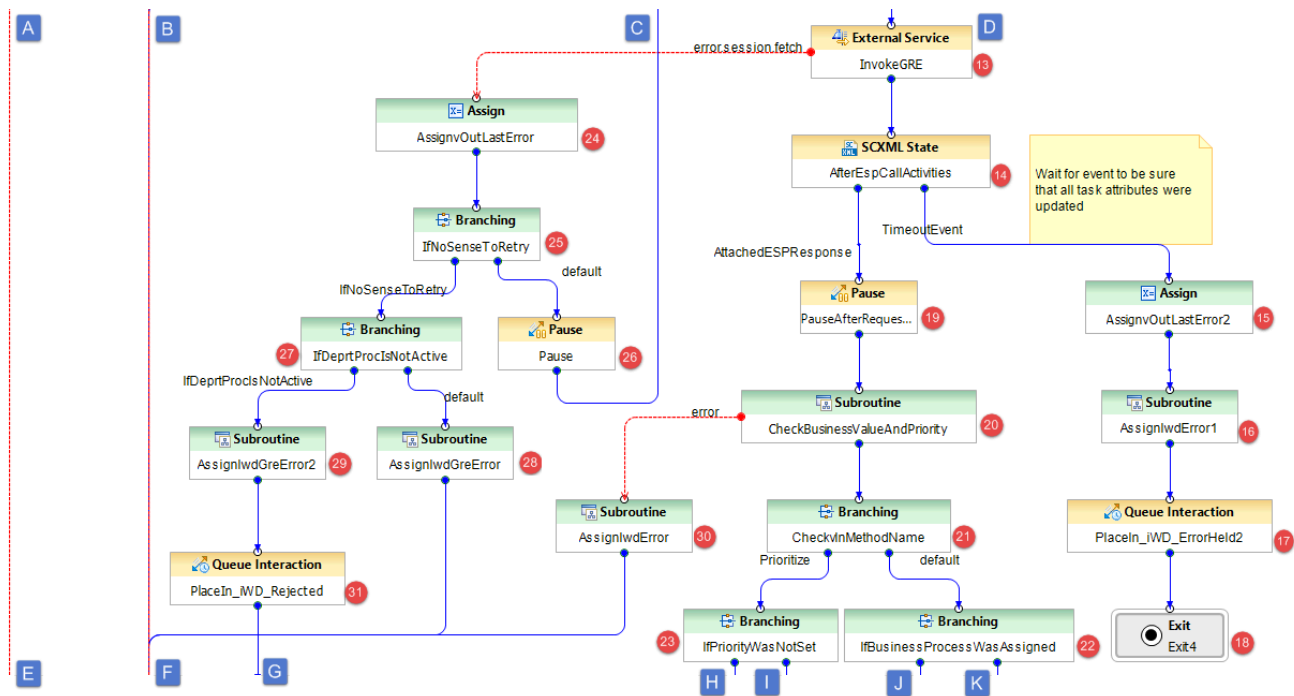 A
B
C
D
External Service
InvokeGRE
13
error.session.fetch
Assign
AssignvOutLastError
24
SCXML State
AfterEspCallActivities
14
Wait for event to be sure
that all task attributes were
updated
Branching
IfNoSenseToRetry
25
TimeoutEvent
AttachedESPResponse
IfNoSenseToRetry
default
Pause
PauseAfterReques...
19
Assign
AssignvOutLastError2
15
Branching
IfDeprtProcIsNotActive
27
Pause
Pause
26
IfDeprtProcIsNotActive
default
error
Subroutine
CheckBusinessValueAndPriority
20
Subroutine
AssignIwdError1
16
Subroutine
AssignIwdGreError2
29
Subroutine
AssignIwdGreError
28
Subroutine
AssignIwdError
30
Branching
CheckvInMethodName
21
Queue Interaction
PlaceIn_iWD_ErrorHeld2
17
Prioritize
default
Queue Interaction
PlaceIn_iWD_Rejected
31
Branching
IfPriorityWasNotSet
23
Branching
IfBusinessProcessWasAssigned
22
Exit
Exit4
18
E
F
G
H
I
J
K